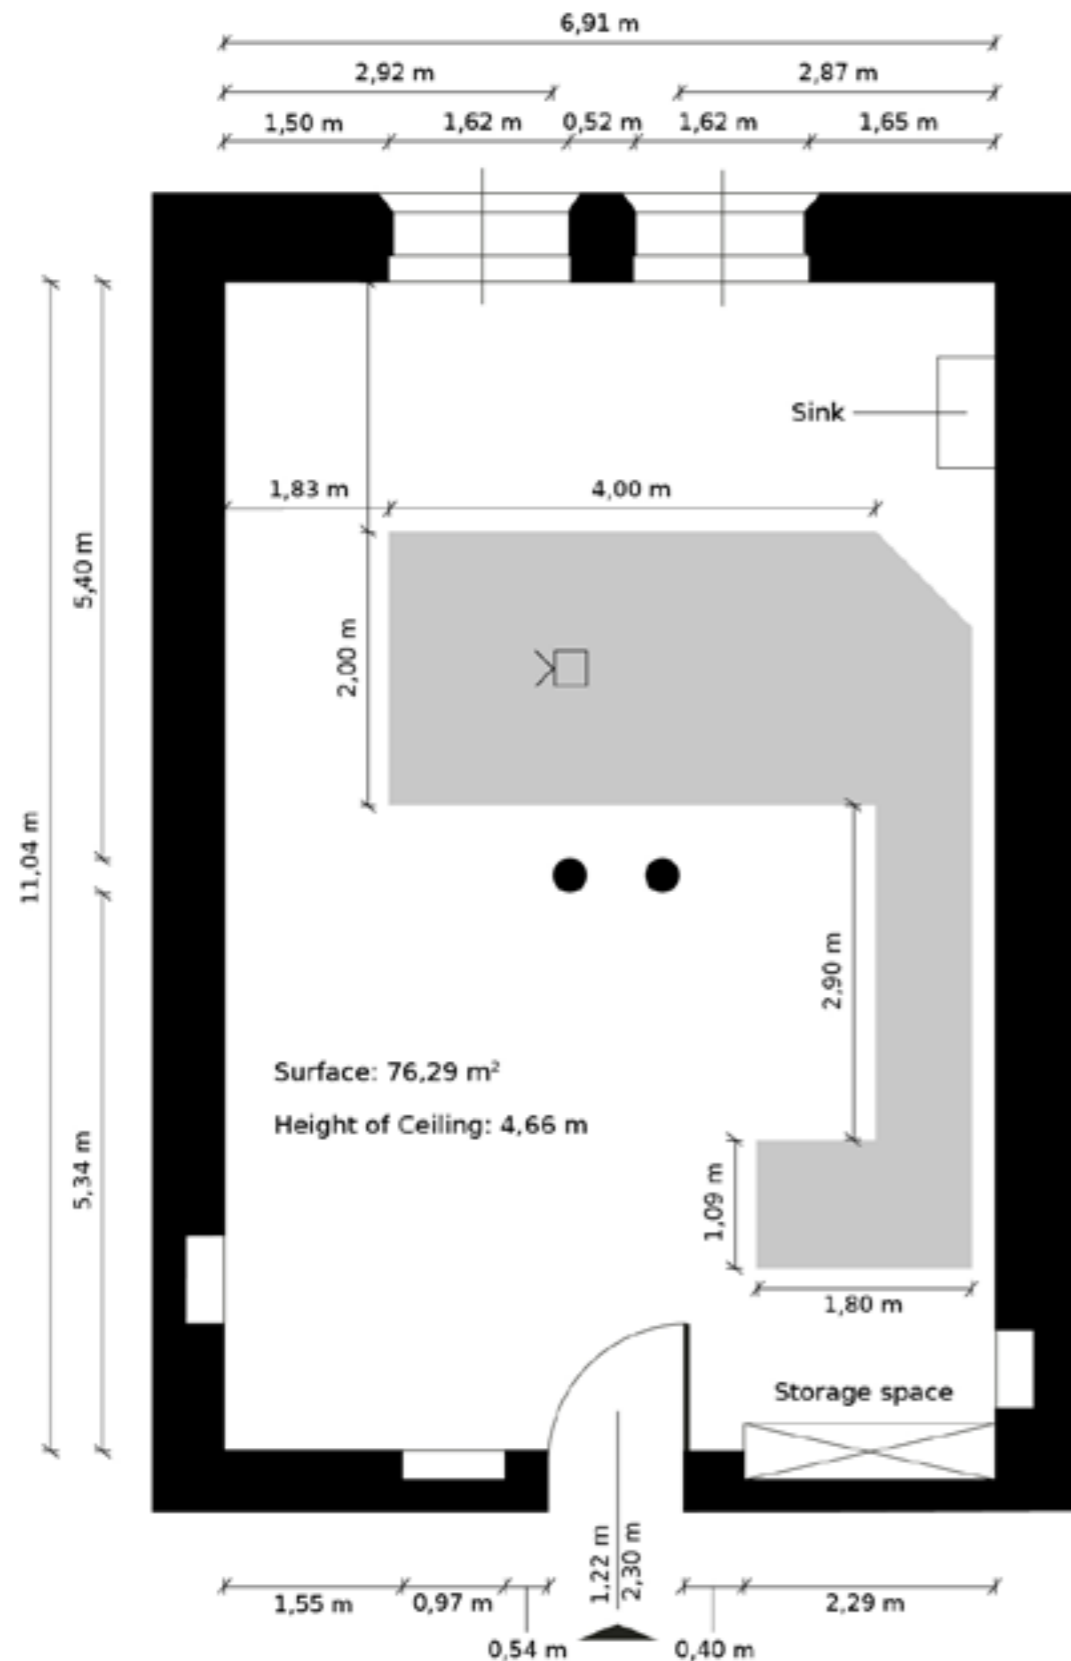 6,91 m
2,92 m
2,87 m
1,50 m
1,62 m
0,52 m
1,62 m
1,65 m
Sink
1,83 m
4,00 m
5,40 m
2,00 m
11,04 m
2,90 m
Surface: 76,29 m²
Height of Ceiling: 4,66 m
5,34 m
1,09 m
1,80 m
Storage space
1,22 m
2,30 m
1,55 m
0,97 m
2,29 m
0,54 m
0,40 m